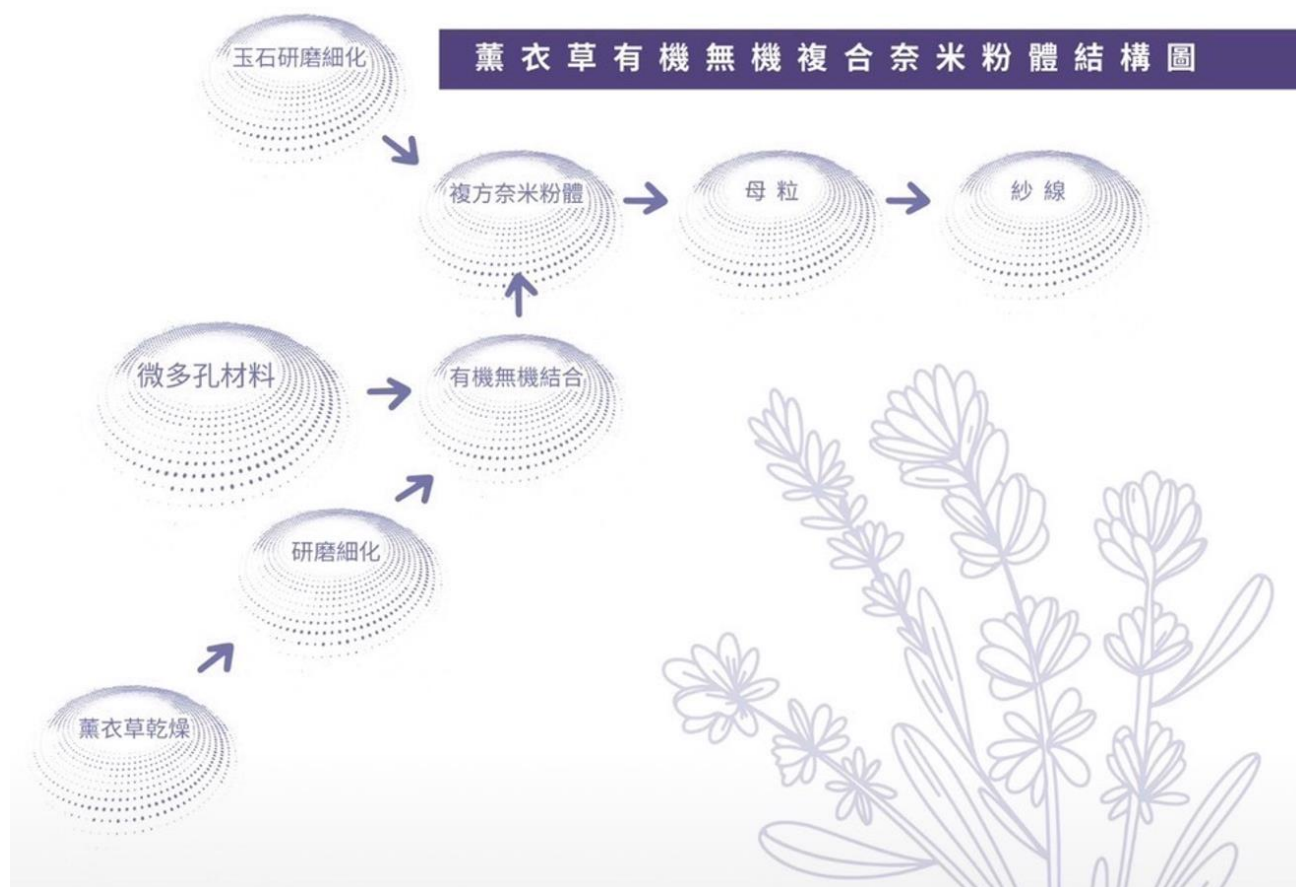 薰衣草有機無機複合奈米粉體結構圖
玉石研磨細化
複方奈米粉體
母粒
紗線
微多孔材料
有機無機結合
研磨細化
薰衣草乾燥